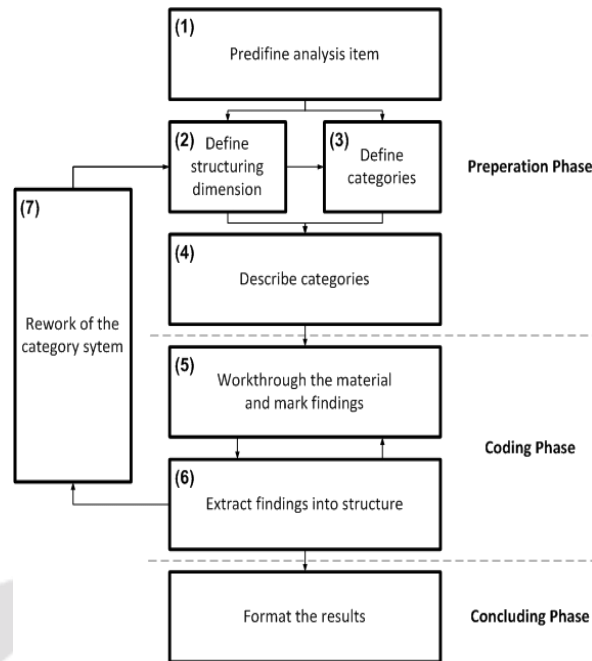 (1)
Predifine analysis item
(2)
Define
structuring
dimension
(3)
Define
categories
Preperation Phase
(4)
Describe categories
(7)
Rework of the
category sytem
(5)
Workthrough the material
and mark findings
Coding Phase
(6)
Extract findings into structure
Format the results
Concluding Phase